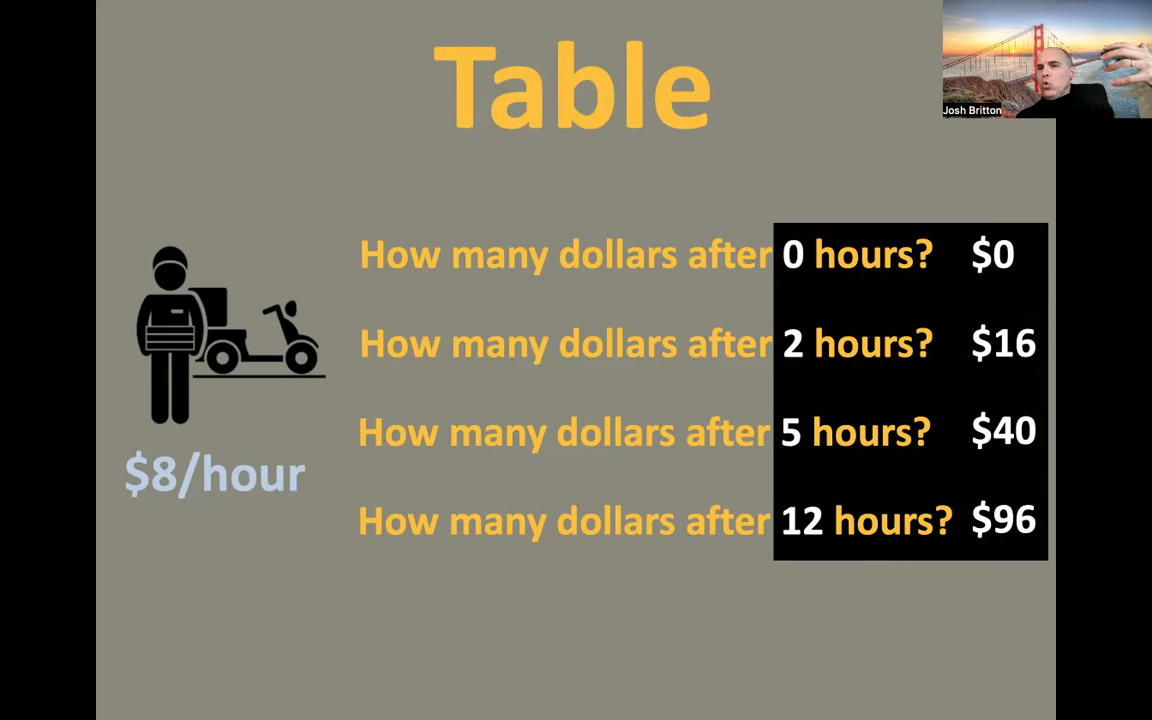 Table
Josh Britton
How many dollars after 0 hours? $0
How many dollars after 2 hours? $16
How many dollars after 5 hours? $40
$8/hour
How many dollars after 12 hours? $96